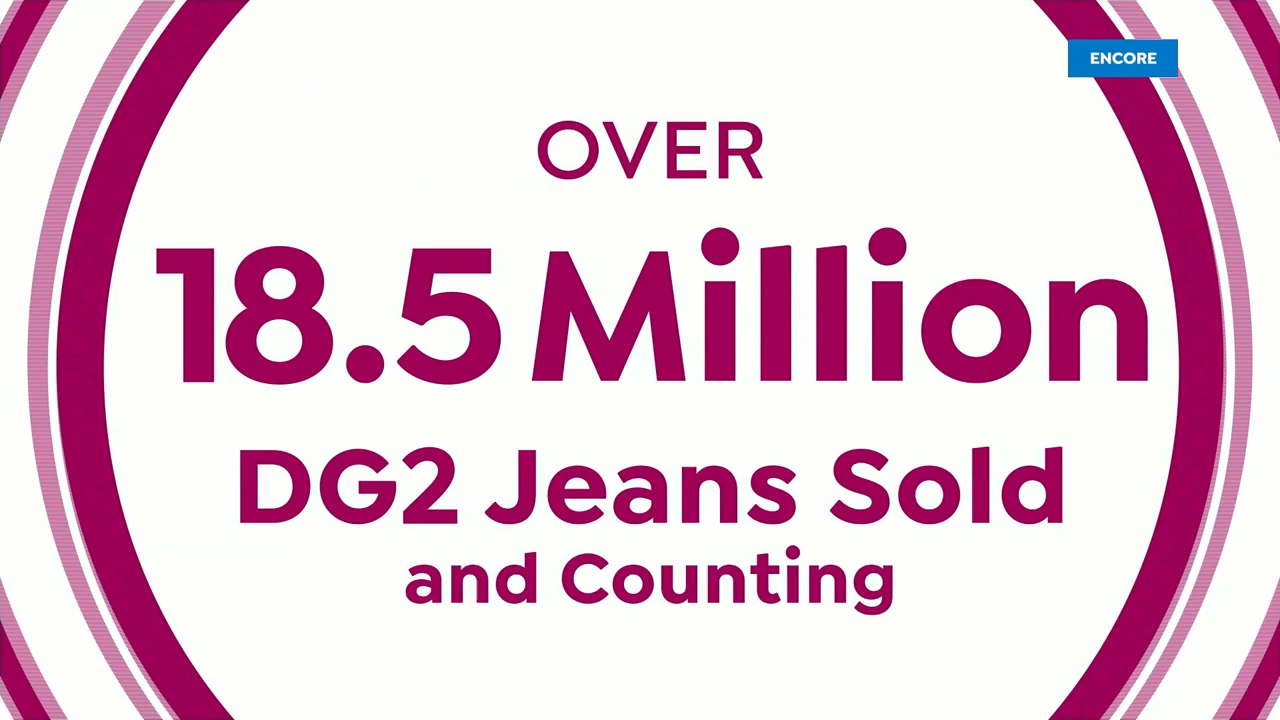 ENCORE
OVER
18.5 Million
DG2 Jeans Sold
and Counting